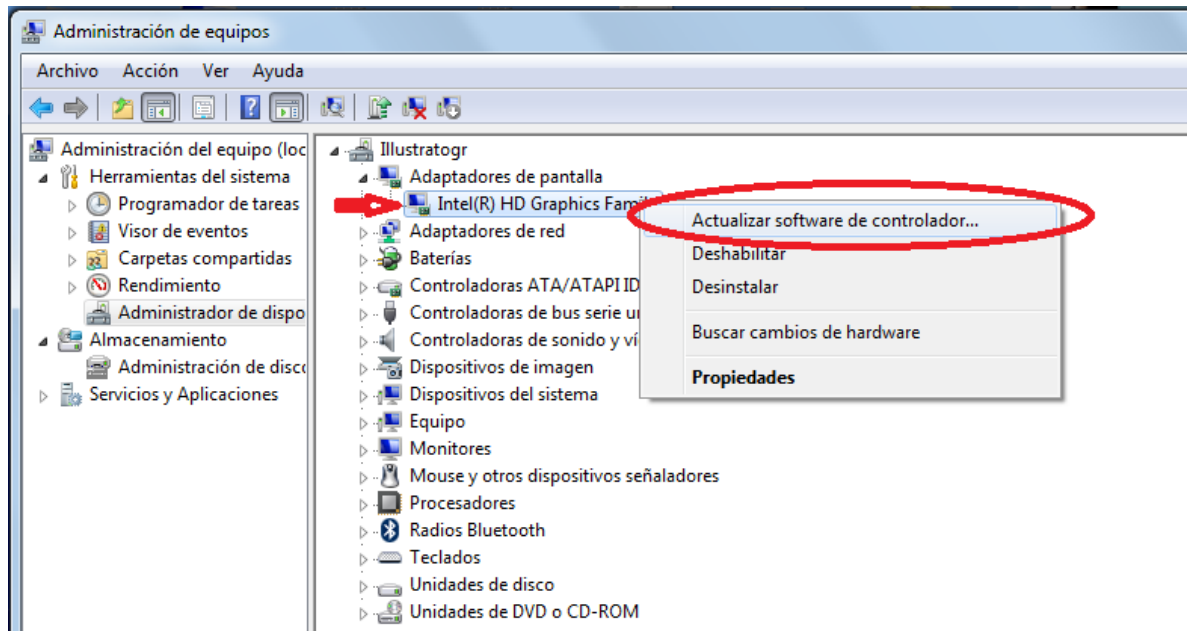 Administración de equipos
Archivo Acción Ver Ayuda
Administración del equipo (loc
Herramientas del sistema
Programador de tareas
Visor de eventos
Carpetas compartidas
Rendimiento
Administrador de dispo
Almacenamiento
Administración de disc
Servicios y Aplicaciones
Illustratogr
Adaptadores de pantalla
Intel(R) HD Graphics Famil
Adaptadores de red
Baterías
Controladoras ATA/ATAPI ID
Controladoras de bus serie u
Controladoras de sonido y ví
Dispositivos de imagen
Dispositivos del sistema
Equipo
Monitores
Mouse y otros dispositivos señaladores
Procesadores
Radios Bluetooth
Teclados
Unidades de disco
Unidades de DVD o CD-ROM
Actualizar software de controlador...
Deshabilitar
Desinstalar
Buscar cambios de hardware
Propiedades